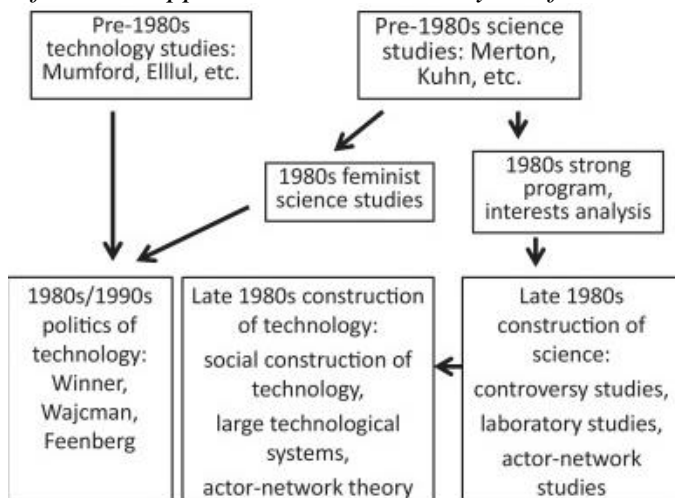 Pre-1980s
technology studies:
Mumford, Elllul, etc.
Pre-1980s science
studies: Merton,
Kuhn, etc.
1980s feminist
science studies
1980s strong
program,
interests analysis
1980s/1990s
politics of
technology:
Winner,
Wajcman,
Feenberg
Late 1980s construction
of technology:
social construction of
technology,
large technological
systems,
actor-network theory
Late 1980s
construction of
science:
controversy studies,
laboratory studies,
actor-network
studies